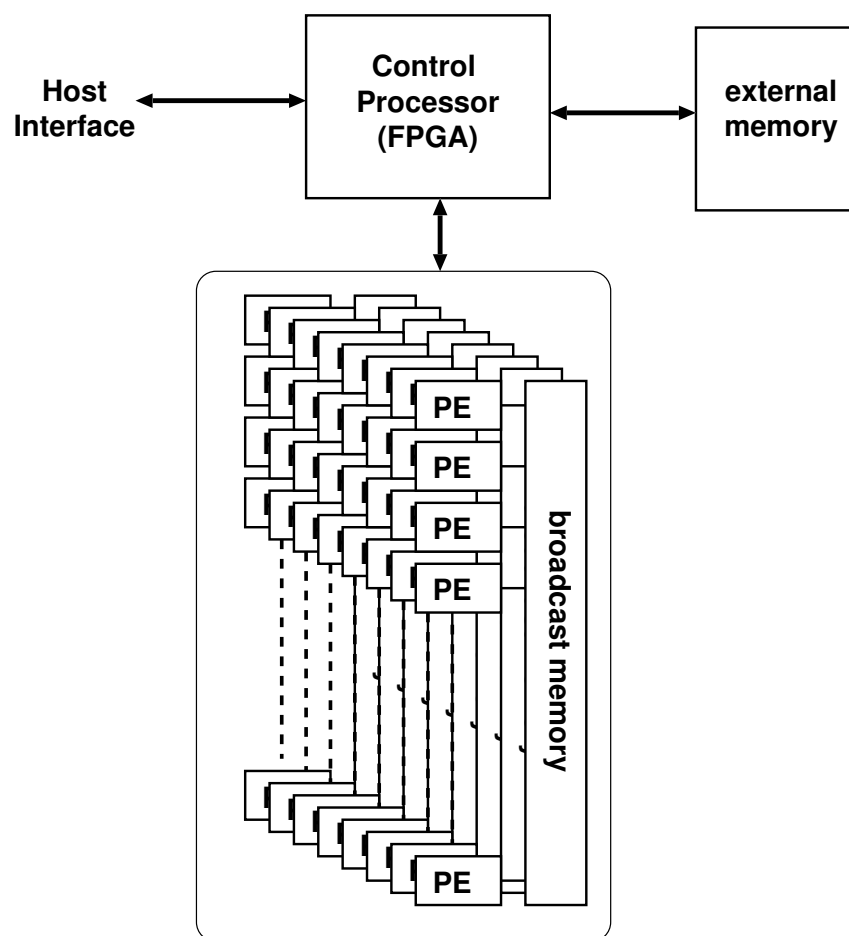 Host
Interface
Control
Processor
(FPGA)
external
memory
PE
PE
PE
PE
PE
broadcast memory